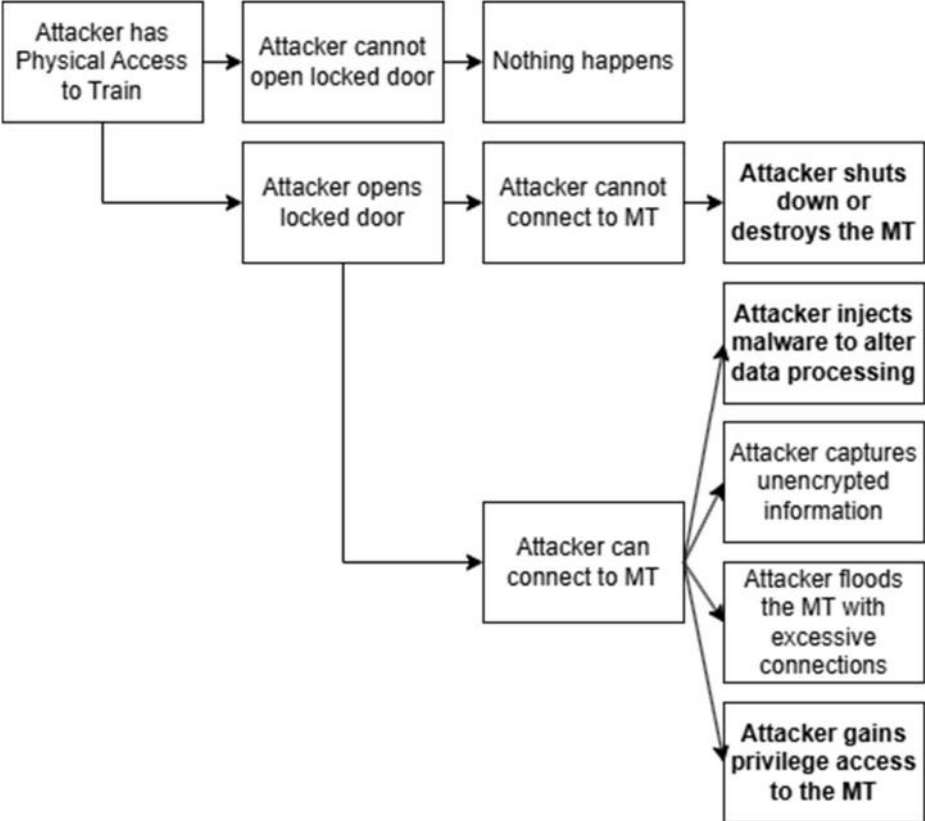 Attacker has
Physical Access
to Train
Attacker cannot
open locked door
Nothing happens
Attacker opens
locked door
Attacker cannot
connect to MT
Attacker shuts
down or
destroys the MT
Attacker injects
malware to alter
data processing
Attacker captures
unencrypted
information
Attacker can
connect to MT
Attacker floods
the MT with
excessive
connections
Attacker gains
privilege access
to the MT